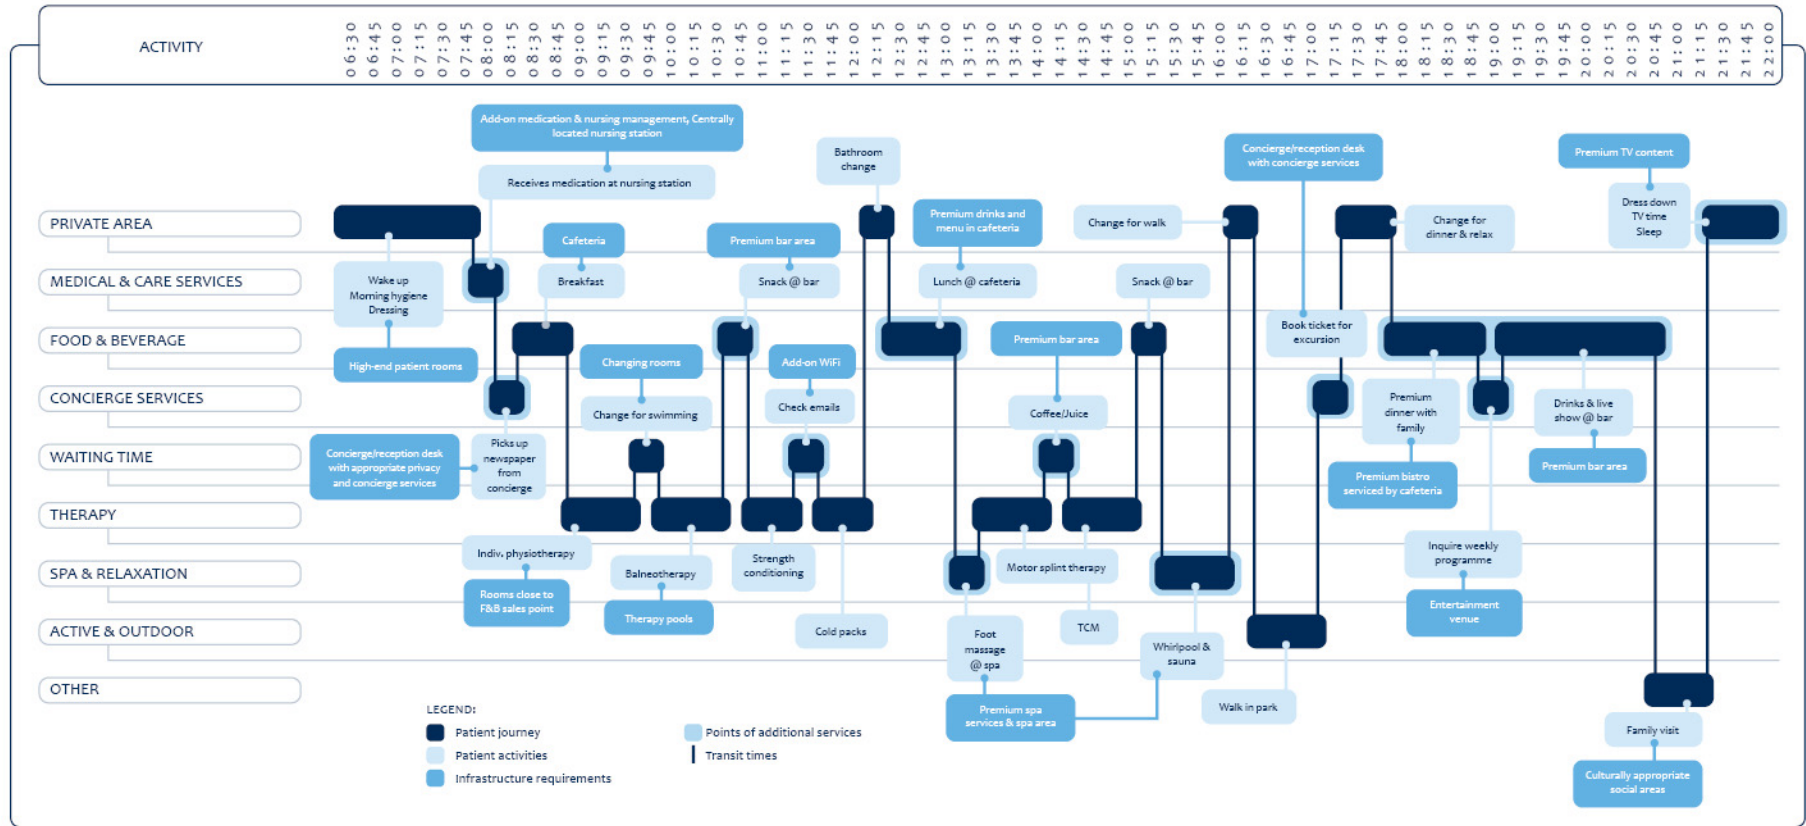 ACTIVITY
06:30
06:45
07:00
07:15
07:30
07:45
08:00
08:15
08:30
08:45
09:00
09:15
09:30
09:45
10:00
10:15
10:30
10:45
11:00
11:15
11:30
11:45
12:00
12:15
12:30
12:45
13:00
13:15
13:30
13:45
14:00
14:15
14:30
14:45
15:00
15:15
15:30
15:45
16:00
16:15
16:30
16:45
17:00
17:15
17:30
17:45
18:00
18:15
18:30
18:45
19:00
19:15
19:30
19:45
20:00
20:15
20:30
20:45
21:00
21:15
21:30
21:45
22:00
Add-on medication & nursing management, Centrally
located nursing station
Receives medication at nursing station
Bathroom
change
Concierge/reception desk
with concierge services
Premium TV content
PRIVATE AREA
Cafeteria
Premium bar area
Premium drinks and
menu in cafeteria
Change for walk
Change for
dinner & relax
Dress down
TV time
Sleep
MEDICAL & CARE SERVICES
Wake up
Morning hygiene
Dressing
Breakfast
Snack @ bar
Lunch @ cafeteria
Snack @ bar
FOOD & BEVERAGE
High-end patient rooms
Changing rooms
Add-on WiFi
Premium bar area
Book ticket for
excursion
CONCIERGE SERVICES
Change for swimming
Check emails
Coffee/Juice
Premium
dinner with
family
Drinks & live
show @ bar
WAITING TIME
Concierge/reception desk
with appropriate privacy
and concierge services
Picks up
newspaper
from
concierge
Premium bistro
serviced by cafeteria
Premium bar area
THERAPY
Indiv. physiotherapy
Balneotherapy
Strength
conditioning
Motor splint therapy
Inquire weekly
programme
SPA & RELAXATION
Rooms close to
F&B sales point
Therapy pools
Entertainment
venue
ACTIVE & OUTDOOR
Cold packs
Foot
massage
@ spa
TCM
Whirlpool &
sauna
OTHER
Premium spa
services & spa area
Walk in park
Family visit
Culturally appropriate
social areas
LEGEND:
Patient journey
Patient activities
Infrastructure requirements
Points of additional services
Transit times